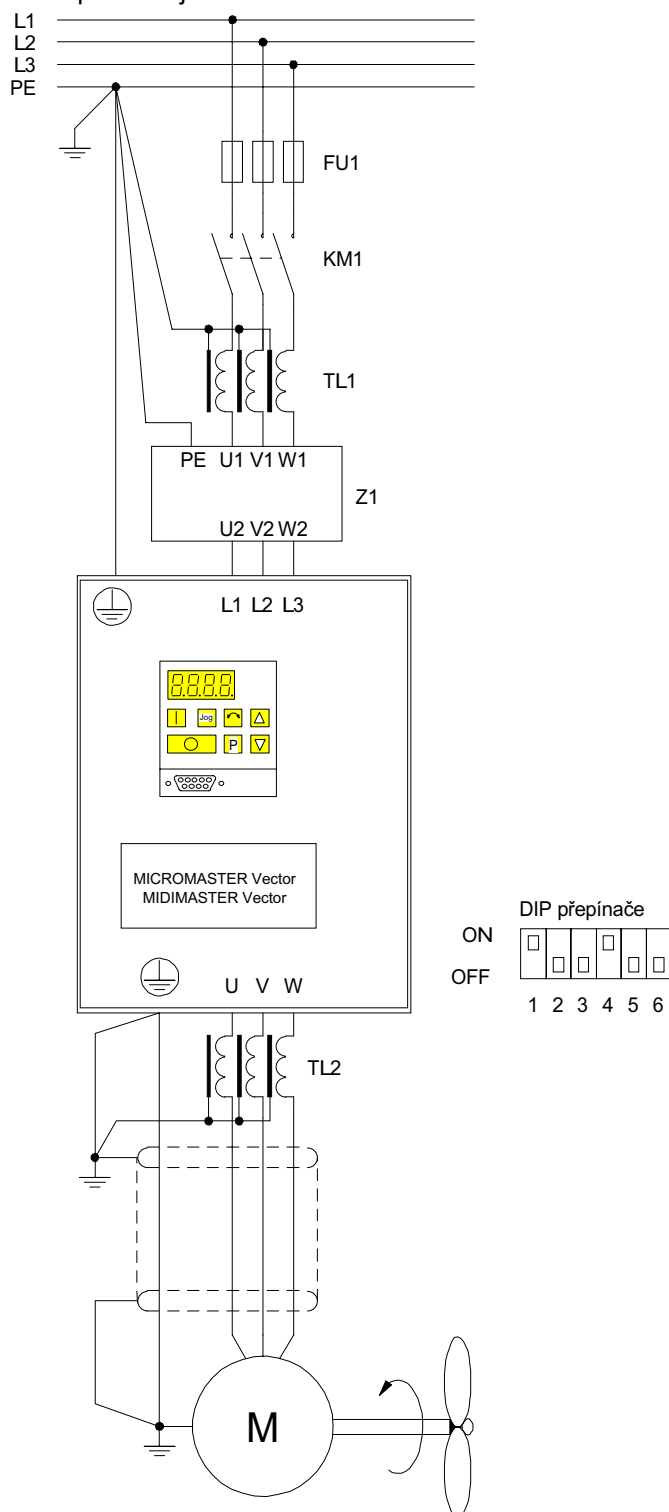 L1
L2
L3
PE
FU1
KM1
TL1
PE U1 V1 W1
Z1
U2 V2 W2
L1 L2 L3
8.8.8.8.
Jog
P
MICROMASTER Vector
MIDIMASTER Vector
DIP přepínače
ON
OFF
1 2 3 4 5 6
U V W
TL2
M